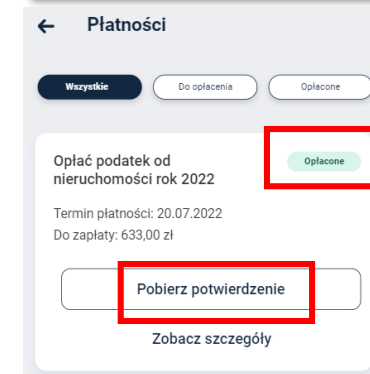 ← Płatności
Wszystkie Do opłacenia Opłacone
Opłać podatek od Opłacone
nieruchomości rok 2022
Termin płatności: 20.07.2022
Do zapłaty: 633,00 zł
Pobierz potwierdzenie
Zobacz szczegóły